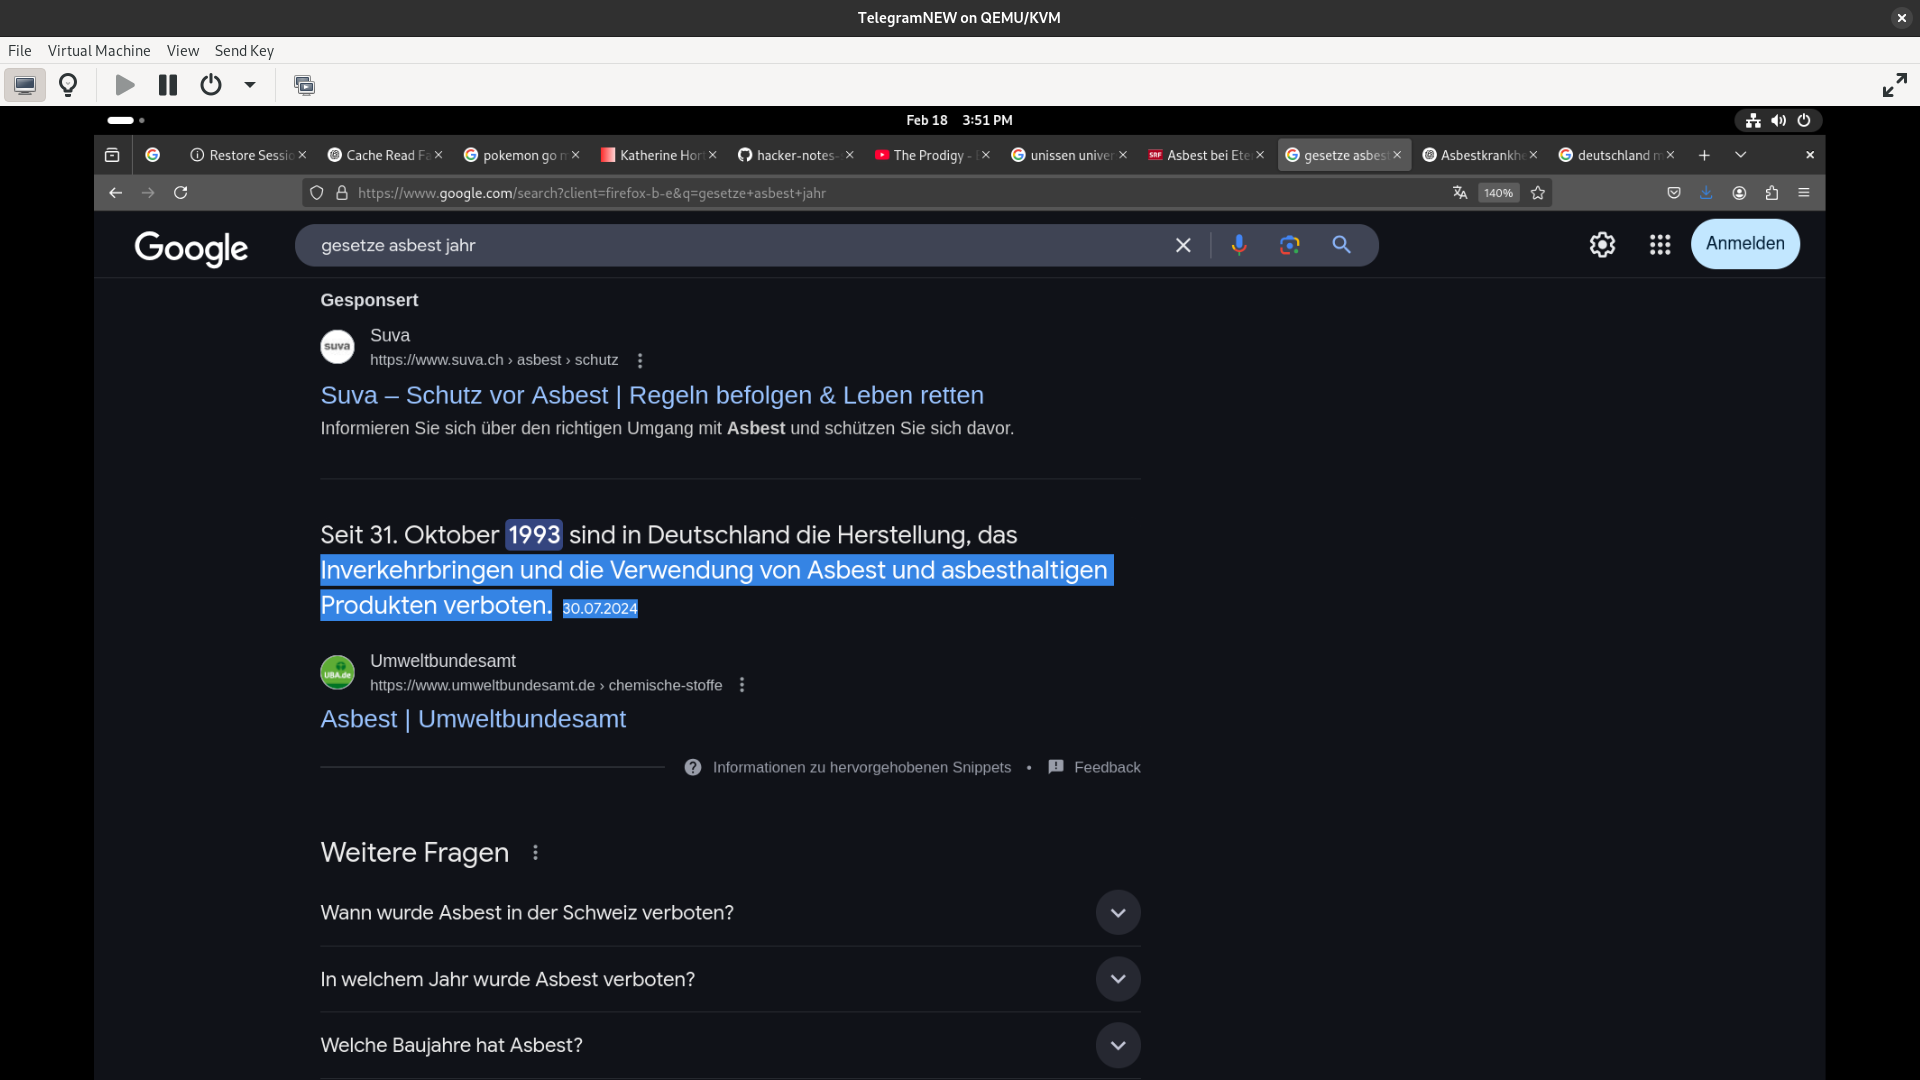 TelegramNEW on QEMU/KVM
File Virtual Machine View Send Key
Feb 18 3:51 PM
Restore Sessio Cache Read Fa pokemon go m Katherine Hor hacker-notes- The Prodigy - unissen univer SRF Asbest bei Ete gesetze asbest Asbestkrankhe deutschland m
https://www.google.com/search?client=firefox-b-e&q=gesetze+asbest+jahr 140%
Google gesetze asbest jahr Anmelden
Gesponsert
suva Suva
https://www.suva.ch › asbest › schutz
Suva – Schutz vor Asbest | Regeln befolgen & Leben retten
Informieren Sie sich über den richtigen Umgang mit Asbest und schützen Sie sich davor.
Seit 31. Oktober 1993 sind in Deutschland die Herstellung, das
Inverkehrbringen und die Verwendung von Asbest und asbesthaltigen
Produkten verboten. 30.07.2024
UBA.de Umweltbundesamt
https://www.umweltbundesamt.de › chemische-stoffe
Asbest | Umweltbundesamt
Informationen zu hervorgehobenen Snippets • Feedback
Weitere Fragen
Wann wurde Asbest in der Schweiz verboten?
In welchem Jahr wurde Asbest verboten?
Welche Baujahre hat Asbest?